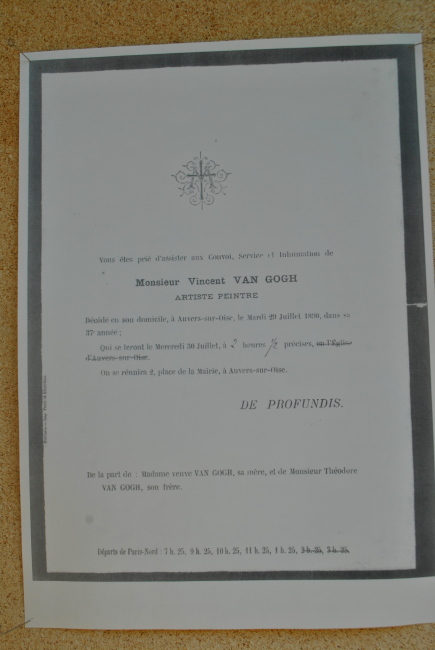 Vous êtes prié d'assister aux Convoi, Service et Inhumation de
Monsieur Vincent VAN GOGH
ARTISTE PEINTRE
Décédé en son domicile, à Auvers-sur-Oise, le Mardi 29 Juillet 1890, dans sa
37e année ;
Qui se feront le Mercredi 30 Juillet, à 2 heures 1/2 précises, en l'Église
d'Auvers-sur-Oise.
On se réunira 2, place de la Mairie, à Auvers-sur-Oise.
DE PROFUNDIS.
De la part de : Madame veuve VAN GOGH, sa mère, et de Monsieur Théodore
VAN GOGH, son frère.
Départs de Paris-Nord : 7 h. 25, 9 h. 25, 10 h. 25, 11 h. 25, 1 h. 25, 3 h. 35.